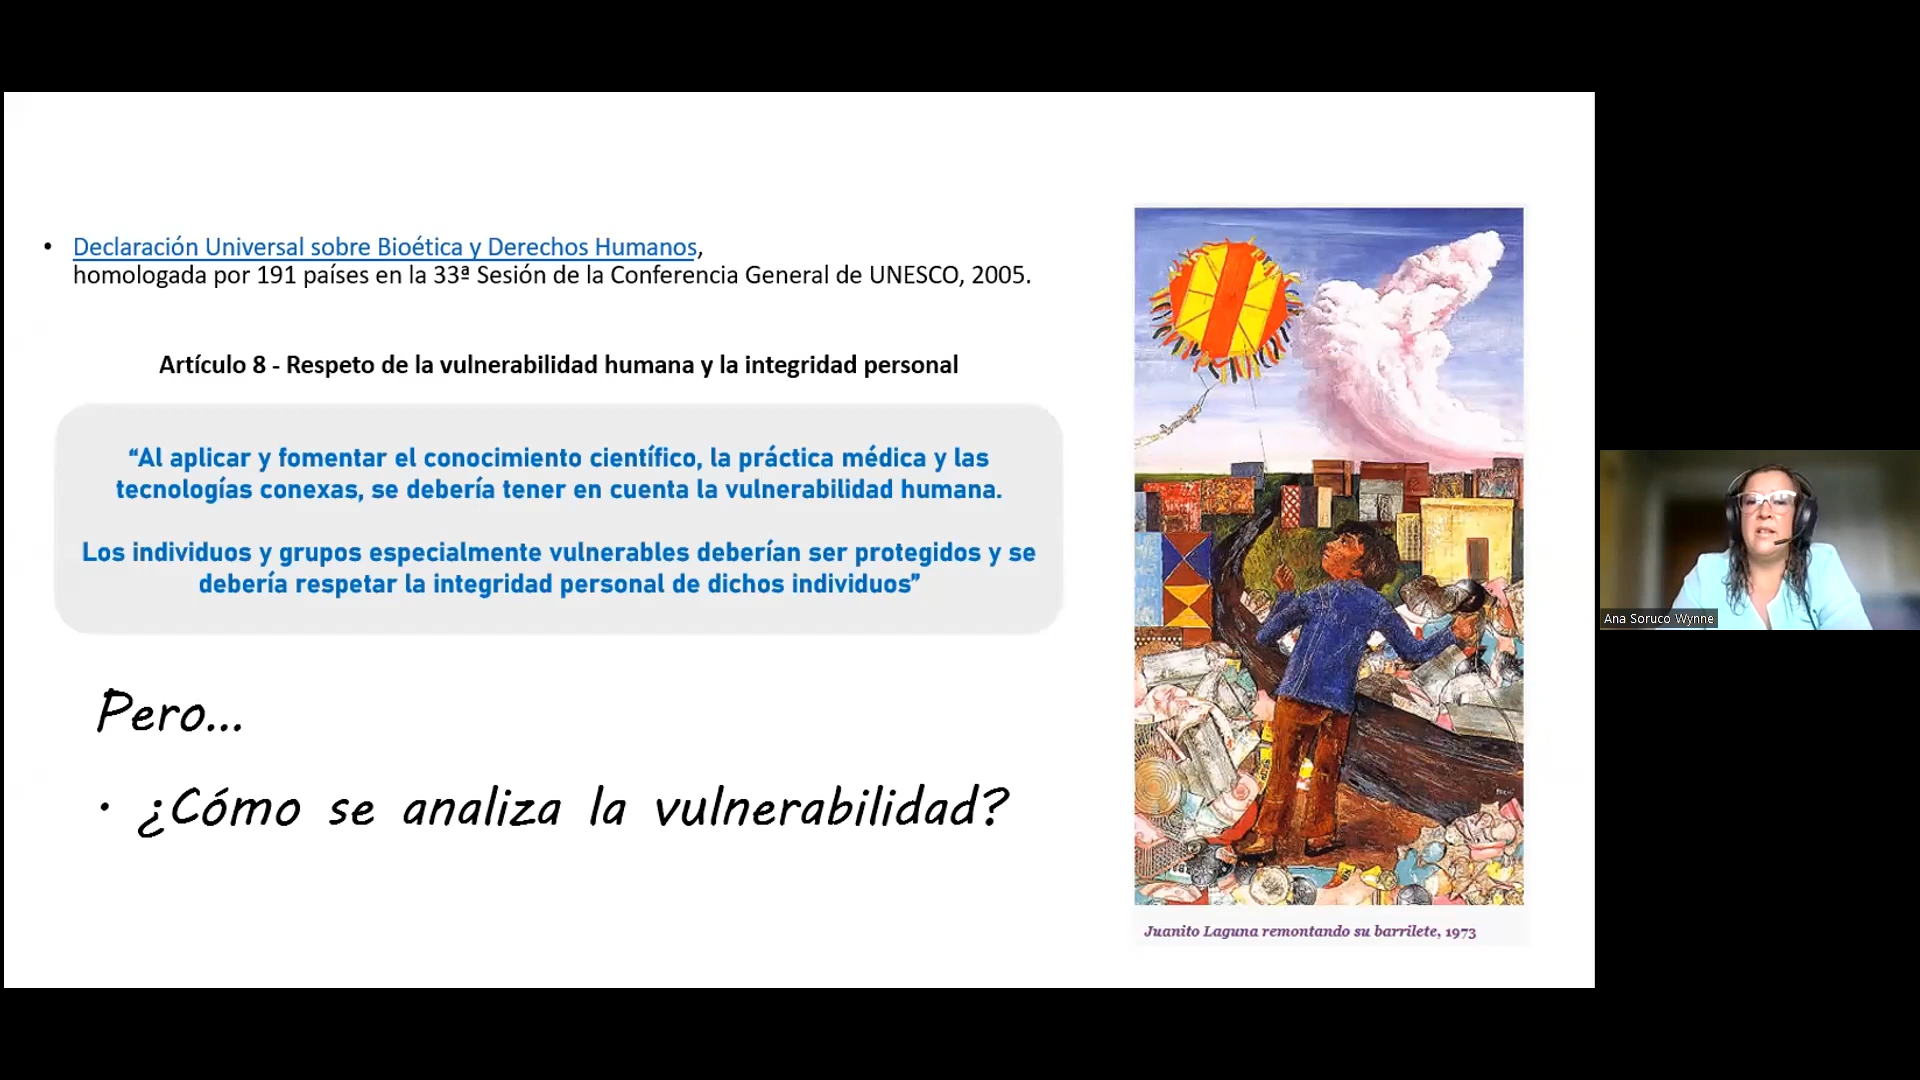 • Declaración Universal sobre Bioética y Derechos Humanos,
homologada por 191 países en la 33ª Sesión de la Conferencia General de UNESCO, 2005.
Artículo 8 - Respeto de la vulnerabilidad humana y la integridad personal
“Al aplicar y fomentar el conocimiento científico, la práctica médica y las
tecnologías conexas, se debería tener en cuenta la vulnerabilidad humana.
Los individuos y grupos especialmente vulnerables deberían ser protegidos y se
debería respetar la integridad personal de dichos individuos”
Pero...
• ¿Cómo se analiza la vulnerabilidad?
Juanito Laguna remontando su barrilete, 1973
Ana Soruco Wynne